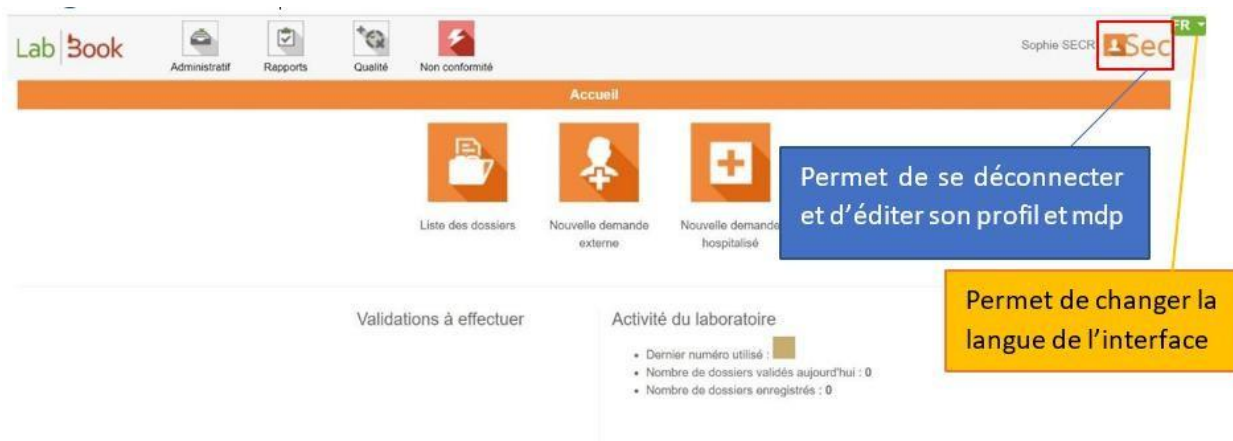 Lab Book
Administratif
Rapports
Qualité
Non conformité
Sophie SECR
Sec
FR
Accueil
Liste des dossiers
Nouvelle demande
externe
Nouvelle demande
hospitalisé
Permet de se déconnecter
et d’éditer son profil et mdp
Permet de changer la
langue de l’interface
Validations à effectuer
Activité du laboratoire
Dernier numéro utilisé :
Nombre de dossiers validés aujourd'hui : 0
Nombre de dossiers enregistrés : 0